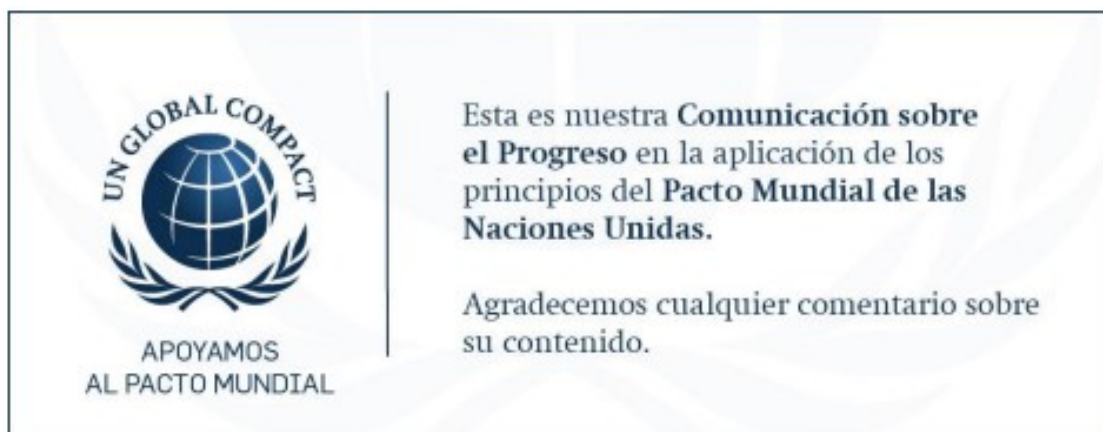 UN GLOBAL COMPACT
APOYAMOS
AL PACTO MUNDIAL
Esta es nuestra Comunicación sobre
el Progreso en la aplicación de los
principios del Pacto Mundial de las
Naciones Unidas.
Agradecemos cualquier comentario sobre
su contenido.